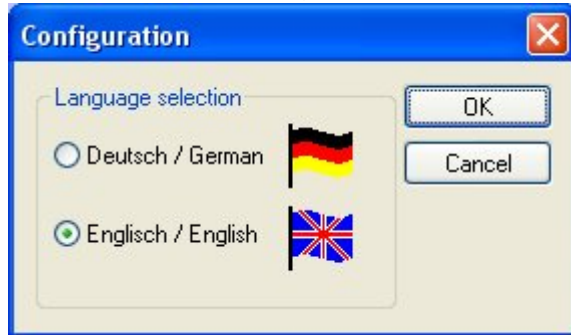 Configuration
Language selection
Deutsch / German
Englisch / English
OK
Cancel